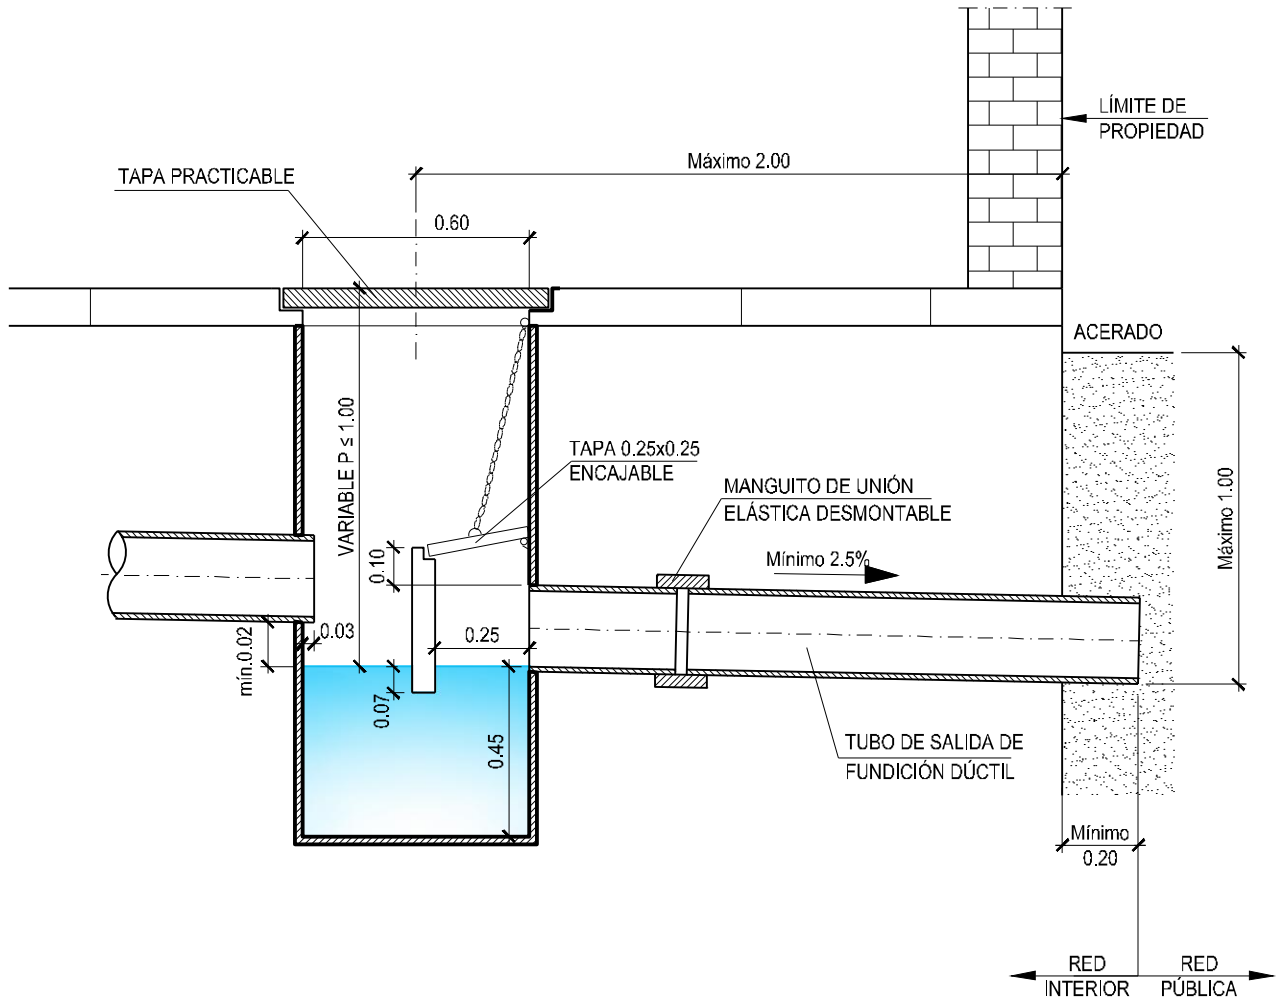 LÍMITE DE
PROPIEDAD
Máximo 2.00
TAPA PRACTICABLE
0.60
ACERADO
VARIABLE P ≤ 1.00
TAPA 0.25x0.25
ENCAJABLE
MANGUITO DE UNIÓN
ELÁSTICA DESMONTABLE
Máximo 1.00
0.10
Mínimo 2.5%
mín.0.02
0.03
0.25
0.07
0.45
TUBO DE SALIDA DE
FUNDICIÓN DÚCTIL
Mínimo
0.20
RED
INTERIOR
RED
PÚBLICA